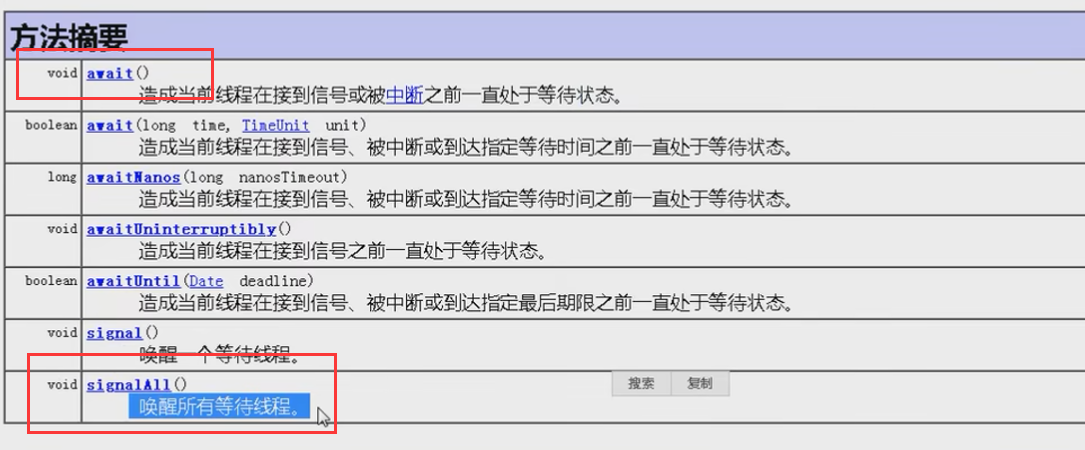 方法摘要
void await()
造成当前线程在接到信号或被中断之前一直处于等待状态。
boolean await(long time, TimeUnit unit)
造成当前线程在接到信号、被中断或到达指定等待时间之前一直处于等待状态。
long awaitNanos(long nanosTimeout)
造成当前线程在接到信号、被中断或到达指定等待时间之前一直处于等待状态。
void awaitUninterruptibly()
造成当前线程在接到信号之前一直处于等待状态。
boolean awaitUntil(Date deadline)
造成当前线程在接到信号、被中断或到达指定最后期限之前一直处于等待状态。
void signal()
唤醒一个等待线程。
void signalAll()
搜索 复制
唤醒所有等待线程。